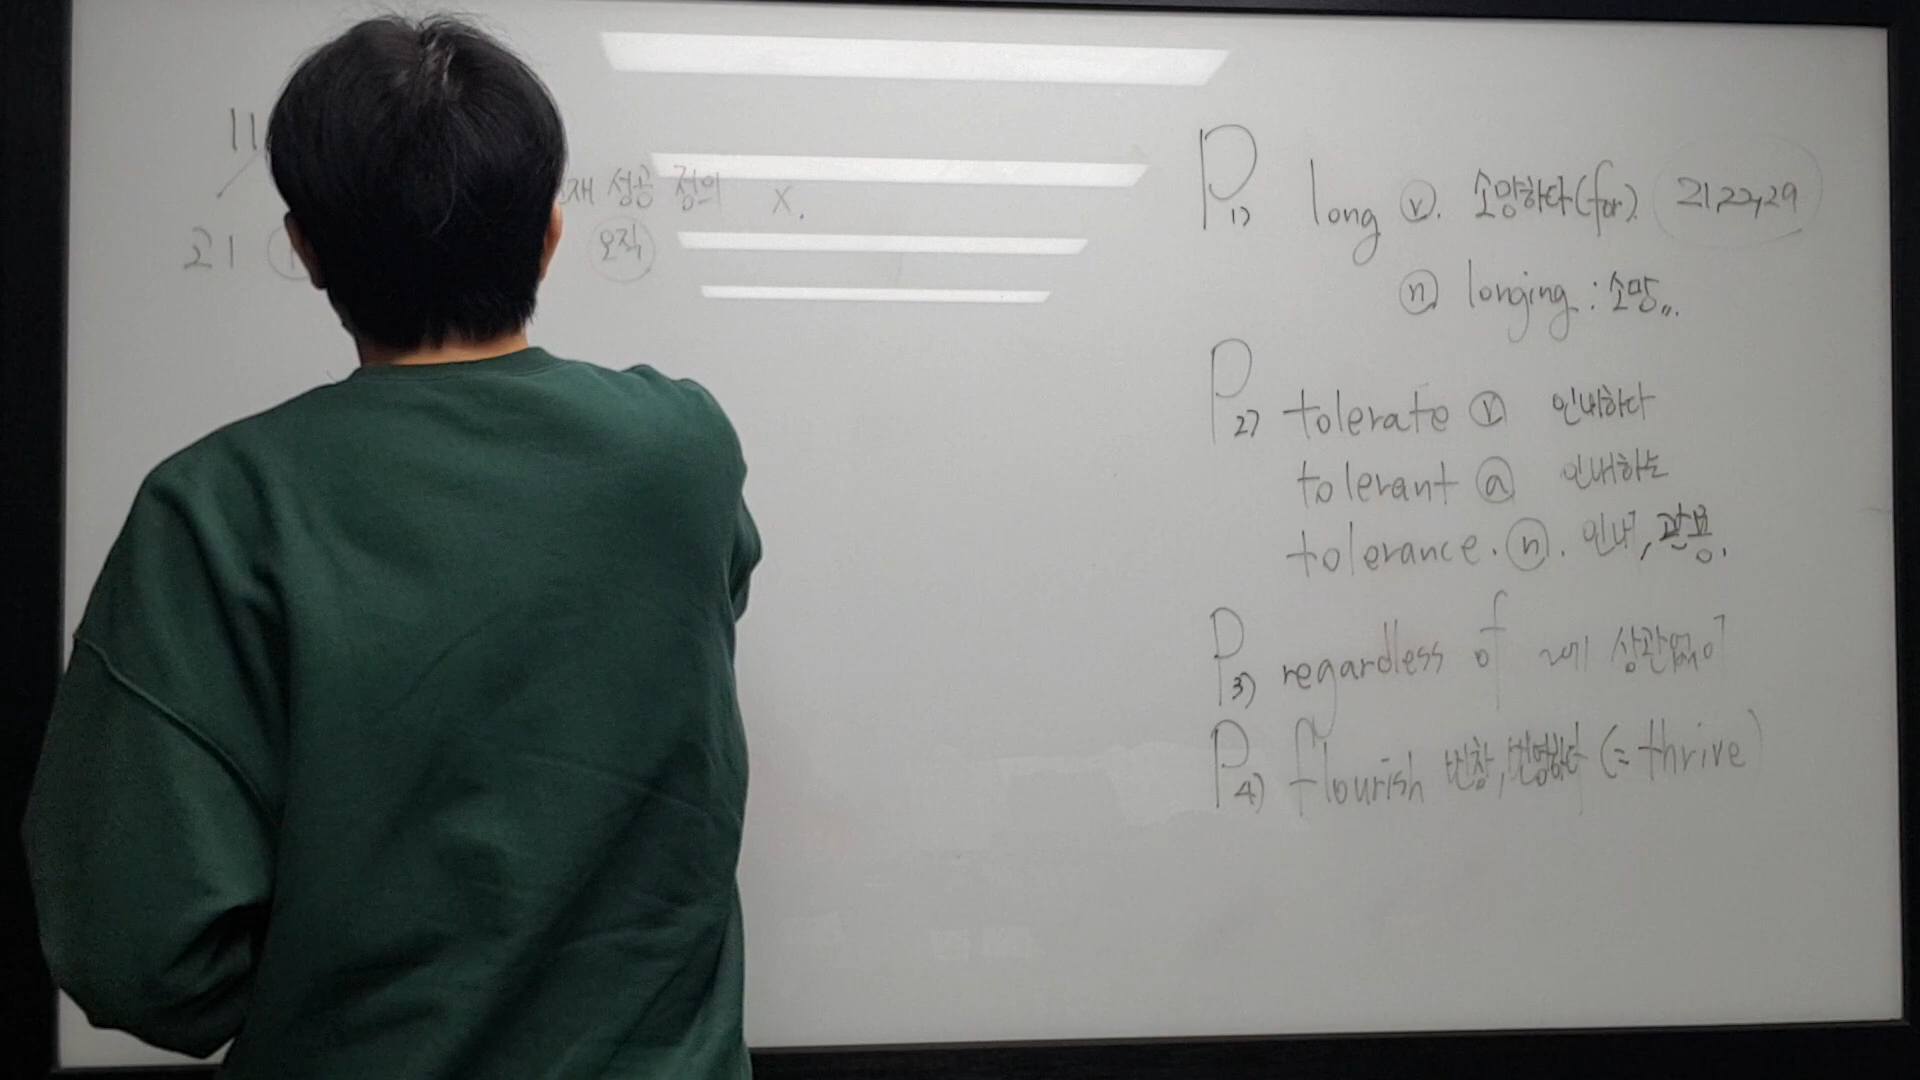 11
재 성공 정의 X.
21 오직
P1) long ⓥ. 소망하다(for). 21,22,29
ⓝ longing : 소망〃.
P2) tolerate ⓥ 인내하다
tolerant ⓐ 인내하는
tolerance. ⓝ. 인내, 관용.
P3) regardless of ~에 상관없이
P4) flourish 번창, 번영하다 (= thrive)